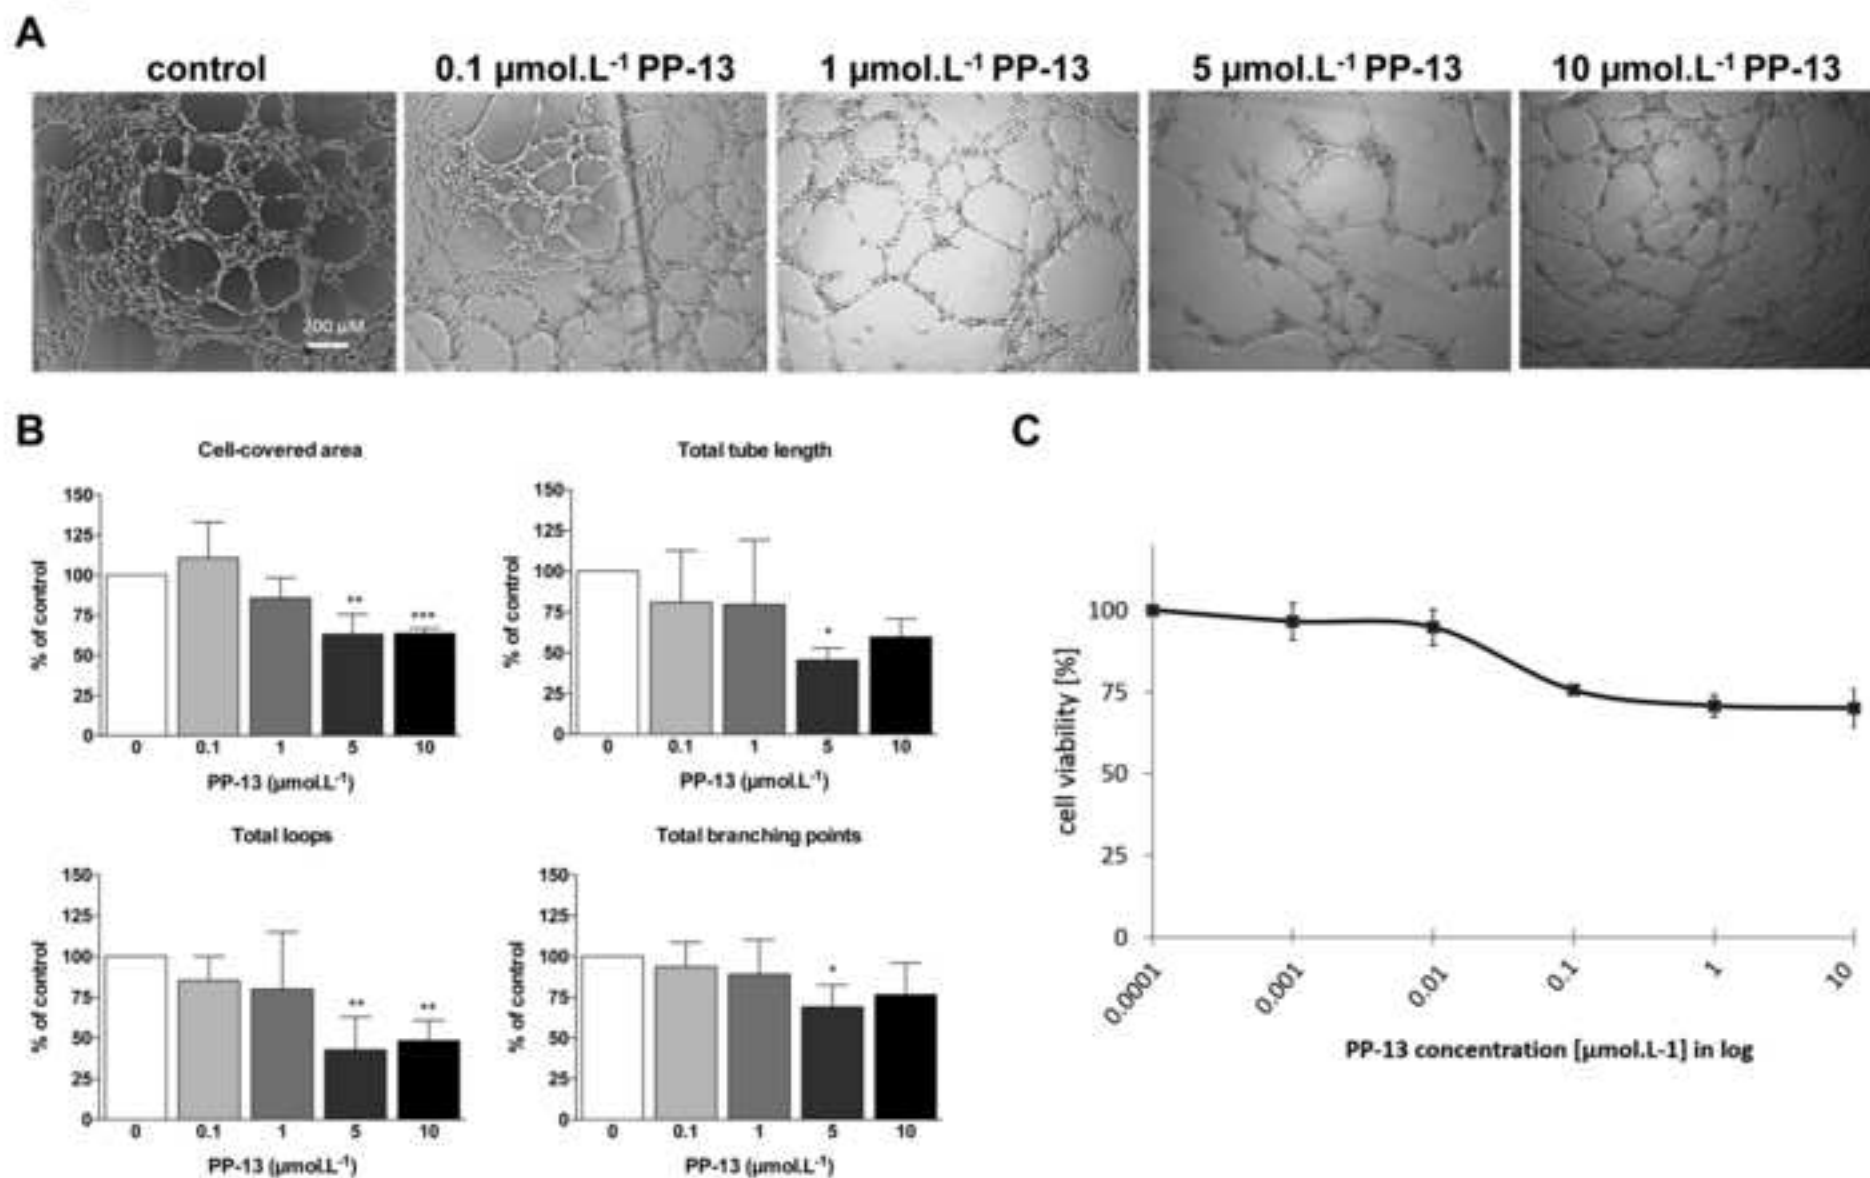 A
control
0.1 µmol.L-1 PP-13
1 µmol.L-1 PP-13
5 µmol.L-1 PP-13
10 µmol.L-1 PP-13
200 µM
B
Cell-covered area
% of control
150
125
100
75
50
25
0
**
***
0 0.1 1 5 10
PP-13 (µmol.L-1)
Total tube length
% of control
150
125
100
75
50
25
0
*
0 0.1 1 5 10
PP-13 (µmol.L-1)
Total loops
% of control
150
125
100
75
50
25
0
**
**
0 0.1 1 5 10
PP-13 (µmol.L-1)
Total branching points
% of control
150
125
100
75
50
25
0
*
0 0.1 1 5 10
PP-13 (µmol.L-1)
C
cell viability [%]
100
75
50
25
0
0.0001 0.001 0.01 0.1 1 10
PP-13 concentration [µmol.L-1] in log